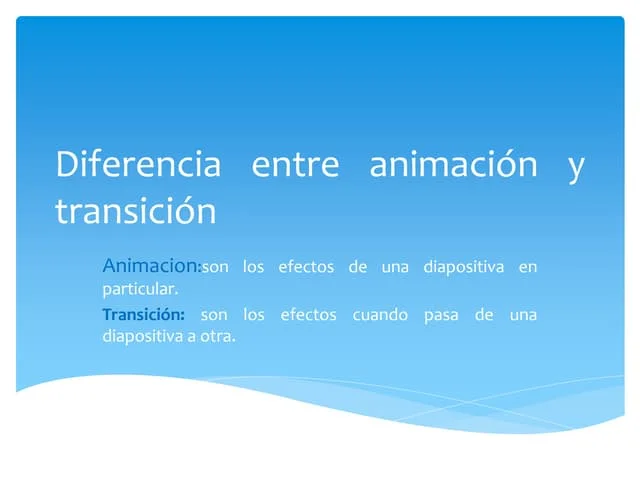 Diferencia entre animación y
transición
Animacion:son los efectos de una diapositiva en
particular.
Transición: son los efectos cuando pasa de una
diapositiva a otra.